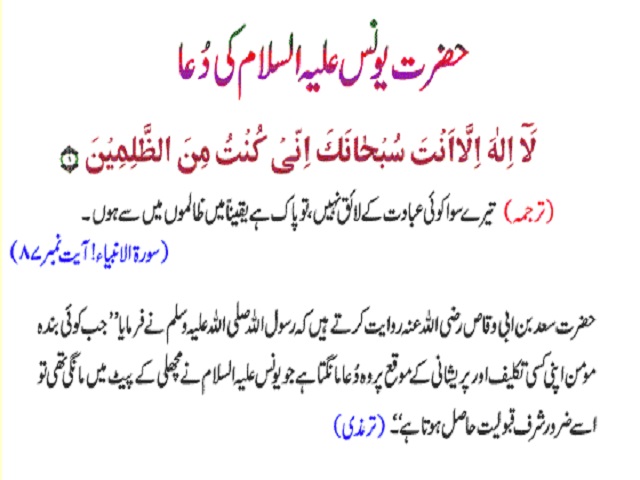 حضرت یونس علیہ السلام کی دُعا
لَاۤ اِلٰهَ اِلَّاۤ اَنْتَ سُبْحَانَكَ اِنِّیْ كُنْتُ مِنَ الظّٰلِمِیْنَ
(ترجمہ) تیرے سوا کوئی عبادت کے لائق نہیں، تو پاک ہے یقیناً میں ظالموں میں سے ہوں ۔
(سورۃ الانبیاء! آیت نمبر ۸۷)
حضرت سعد بن ابی وقاص رضی اللہ عنہ روایت کرتے ہیں کہ رسول اللہ صلی اللہ علیہ وسلم نے فرمایا ’’جب کوئی بندہ
مؤمن اپنی کسی تکلیف اور پریشانی کے موقع پر وہ دُعا مانگتا ہے جو یونس علیہ السلام نے مچھلی کے پیٹ میں مانگی تھی تو
اسے ضرور شرف قبولیت حاصل ہوتا ہے‘‘۔ (ترمذی)